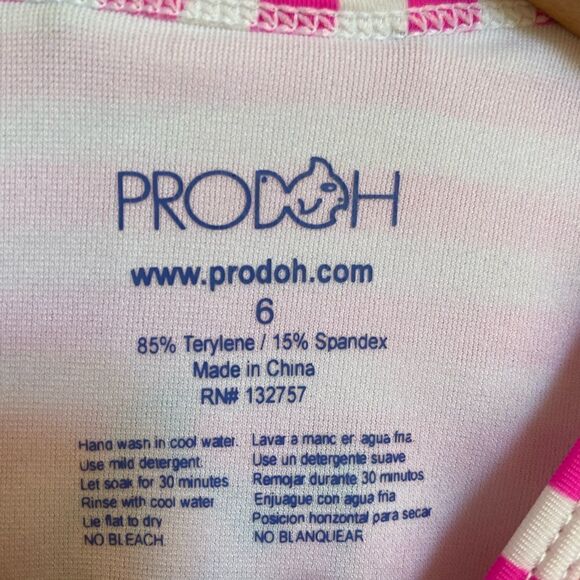 PRODOH
www.prodoh.com
6
85% Terylene / 15% Spandex
Made in China
RN# 132757
Hand wash in cool water.
Use mild detergent.
Let soak for 30 minutes
Rinse with cool water
Lie flat to dry
NO BLEACH
Lavar a manc en agua fria
Use un detergente suave
Remojar durante 30 minutos
Enjuague con agua fria
Posicion horizontal para secar
NO BLANQUEAR